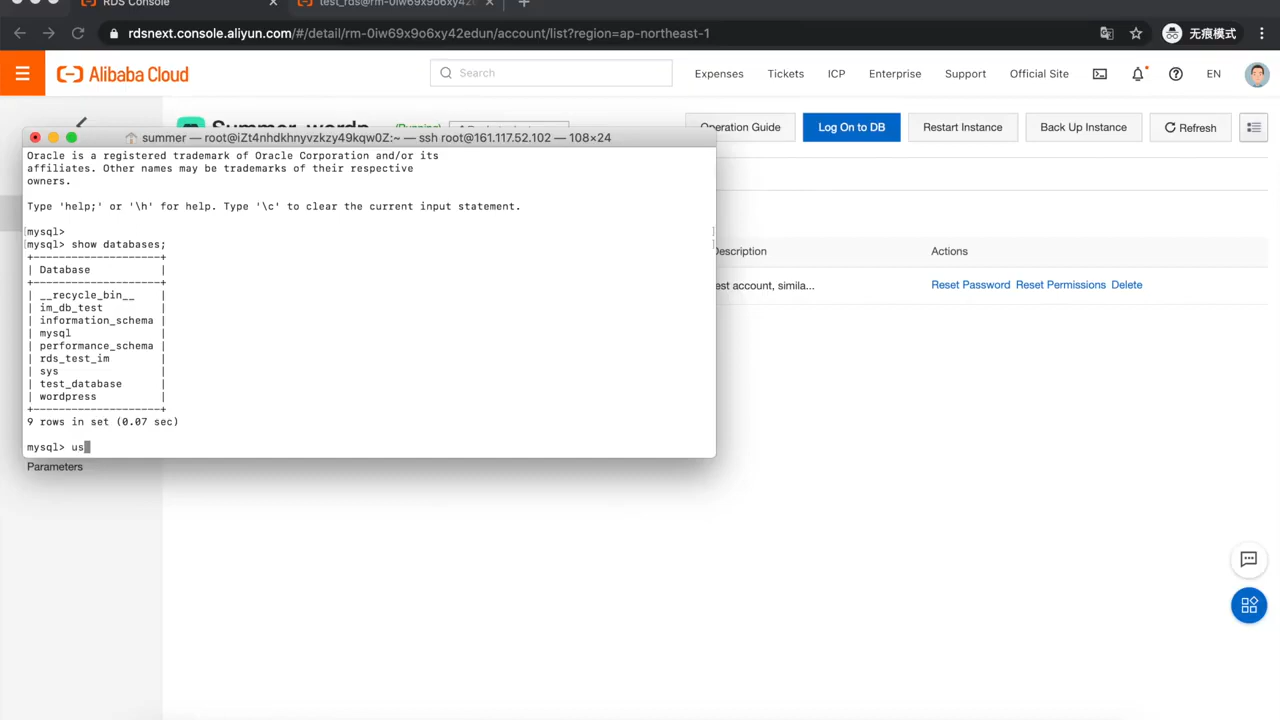 RDS Console
test_rds@rm-0iw69x9o6xy42
rdsnext.console.aliyun.com/#/detail/rm-0iw69x9o6xy42edun/account/list?region=ap-northeast-1
无痕模式
Alibaba Cloud
Search
Expenses
Tickets
ICP
Enterprise
Support
Official Site
EN
Operation Guide
Log On to DB
Restart Instance
Back Up Instance
Refresh
summer — root@iZt4nhdkhnyvzkzy49kqw0Z:~ — ssh root@161.117.52.102 — 108×24
Oracle is a registered trademark of Oracle Corporation and/or its
affiliates. Other names may be trademarks of their respective
owners.
Type 'help;' or '\h' for help. Type '\c' to clear the current input statement.
mysql>
mysql> show databases;
+--------------------+
| Database           |
+--------------------+
| __recycle_bin__    |
| im_db_test         |
| information_schema |
| mysql              |
| performance_schema |
| rds_test_im        |
| sys                |
| test_database      |
| wordpress          |
+--------------------+
9 rows in set (0.07 sec)
mysql> us
Description
Actions
est account, simila...
Reset Password
Reset Permissions
Delete
Parameters